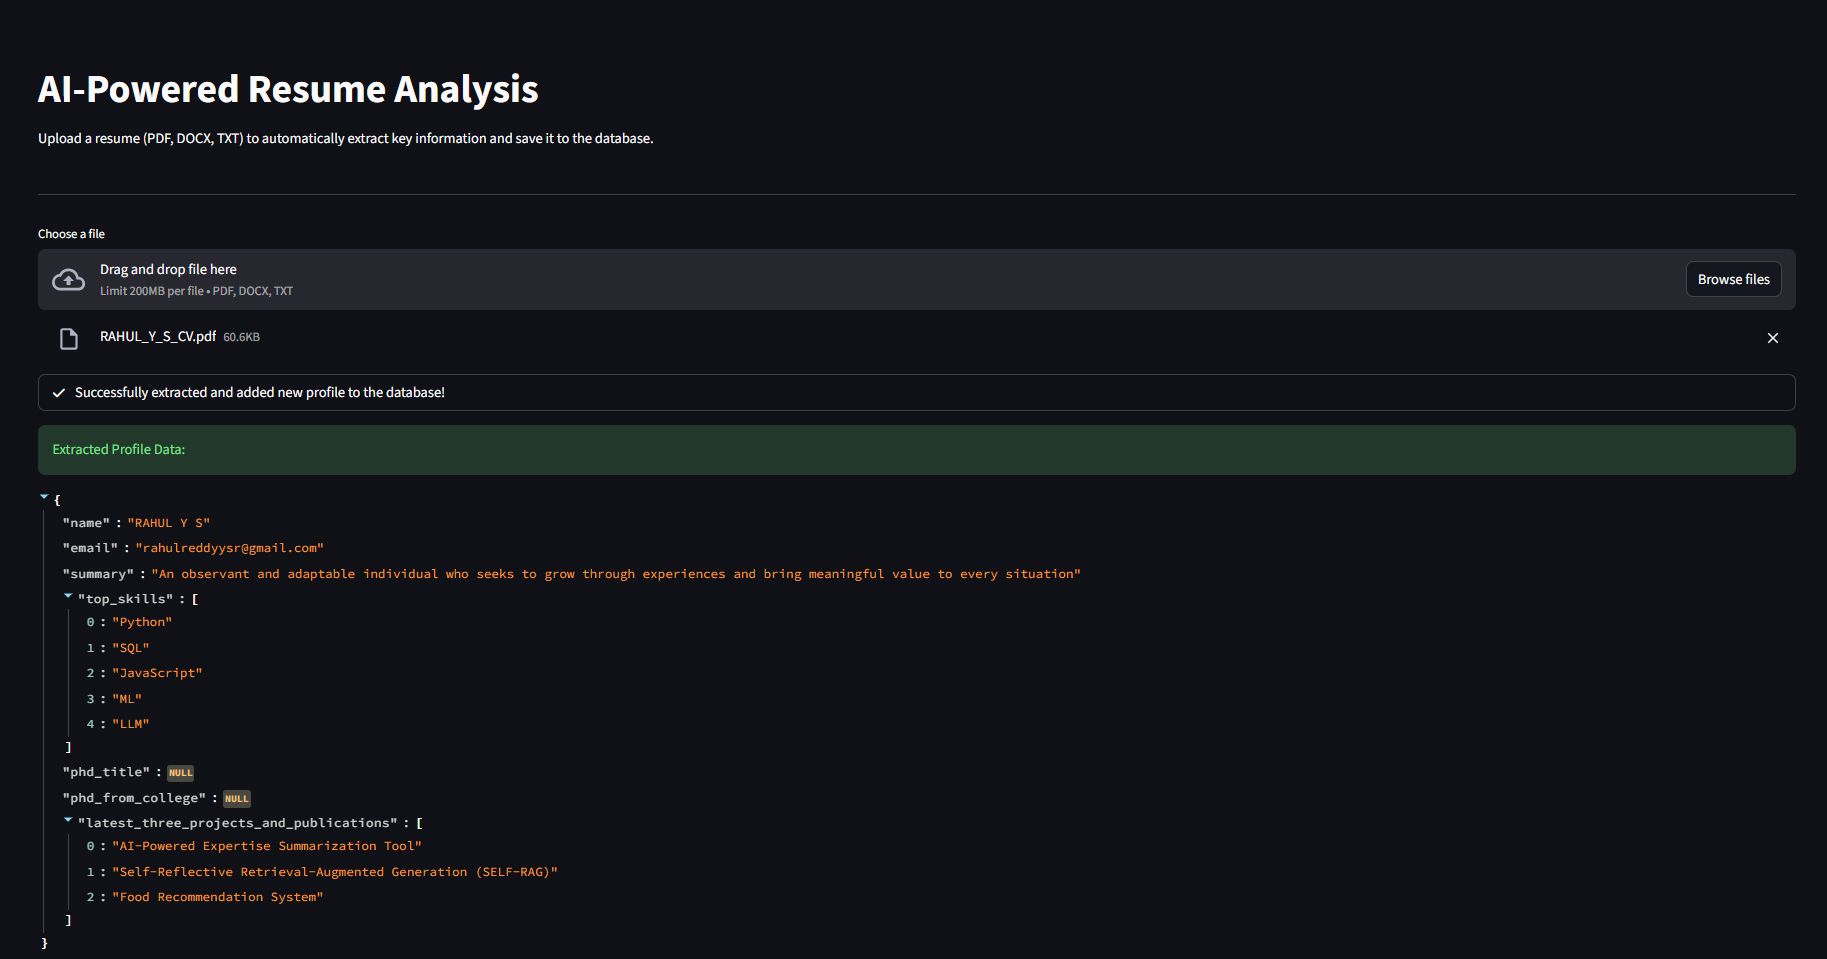 AI-Powered Resume Analysis
Upload a resume (PDF, DOCX, TXT) to automatically extract key information and save it to the database.
Choose a file
Drag and drop file here
Limit 200MB per file • PDF, DOCX, TXT
Browse files
RAHUL_Y_S_CV.pdf 60.6KB
Successfully extracted and added new profile to the database!
Extracted Profile Data:
{
"name" : "RAHUL Y S"
"email" : "rahulreddyysr@gmail.com"
"summary" : "An observant and adaptable individual who seeks to grow through experiences and bring meaningful value to every situation"
"top_skills" : [
0 : "Python"
1 : "SQL"
2 : "JavaScript"
3 : "ML"
4 : "LLM"
]
"phd_title" : NULL
"phd_from_college" : NULL
"latest_three_projects_and_publications" : [
0 : "AI-Powered Expertise Summarization Tool"
1 : "Self-Reflective Retrieval-Augmented Generation (SELF-RAG)"
2 : "Food Recommendation System"
]
}